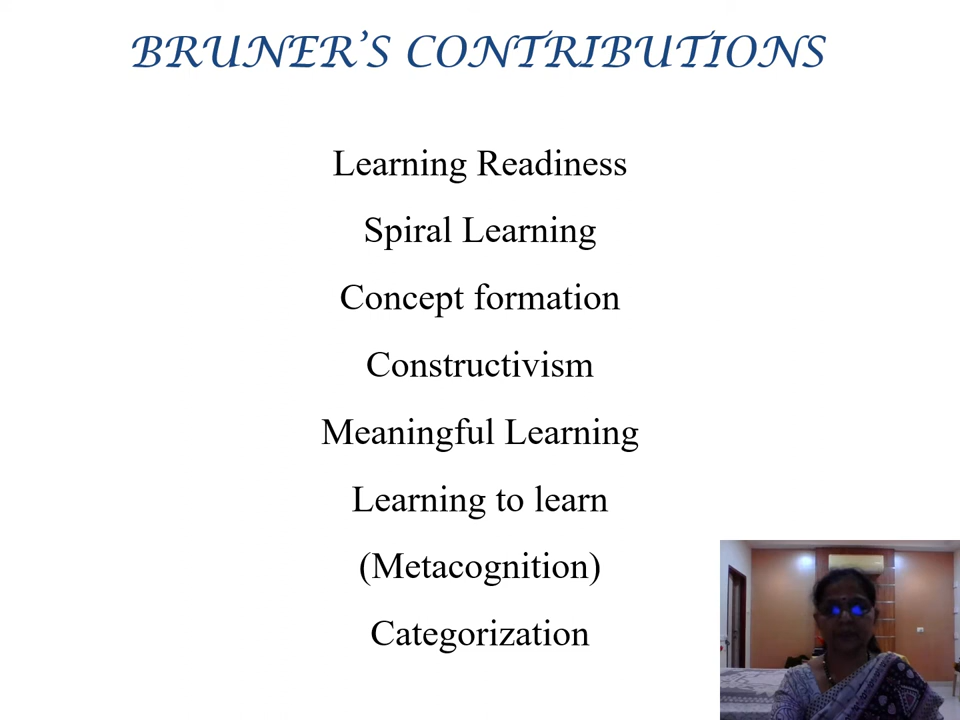 BRUNER'S CONTRIBUTIONS
Learning Readiness
Spiral Learning
Concept formation
Constructivism
Meaningful Learning
Learning to learn
(Metacognition)
Categorization